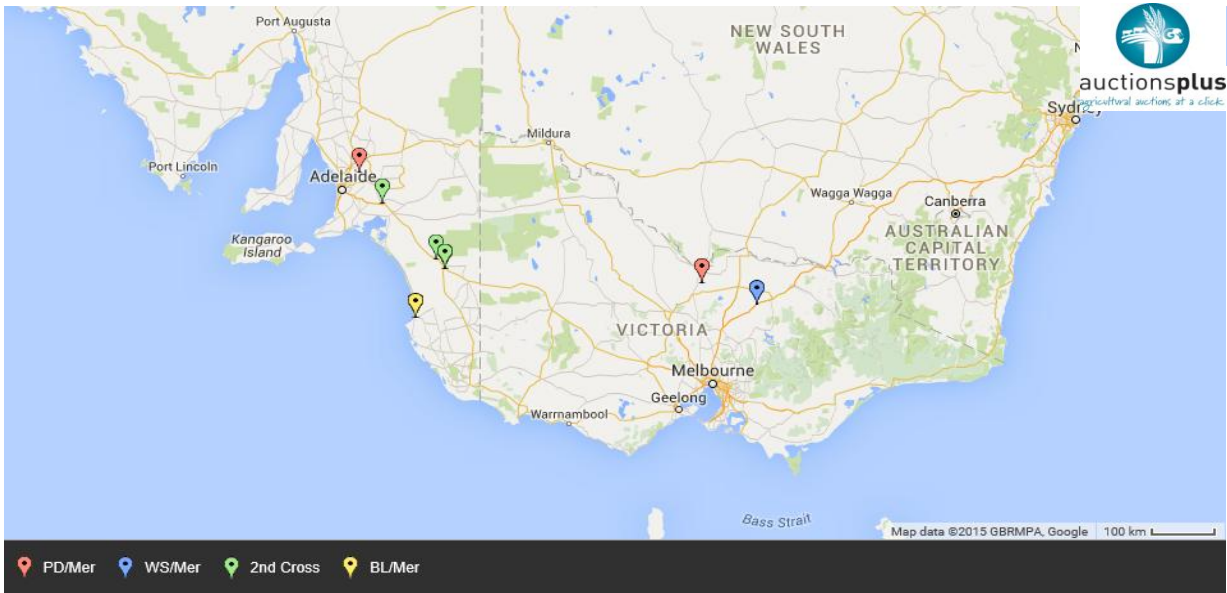 Port Augusta
NEW SOUTH
WALES
auctionsplus
agricultural auctions at a click
Sydney
Mildura
Port Lincoln
Adelaide
Wagga Wagga
Canberra
AUSTRALIAN
CAPITAL
TERRITORY
Kangaroo
Island
VICTORIA
Melbourne
Geelong
Warrnambool
Bass Strait
Map data ©2015 GBRMPA, Google
100 km
PD/Mer
WS/Mer
2nd Cross
BL/Mer